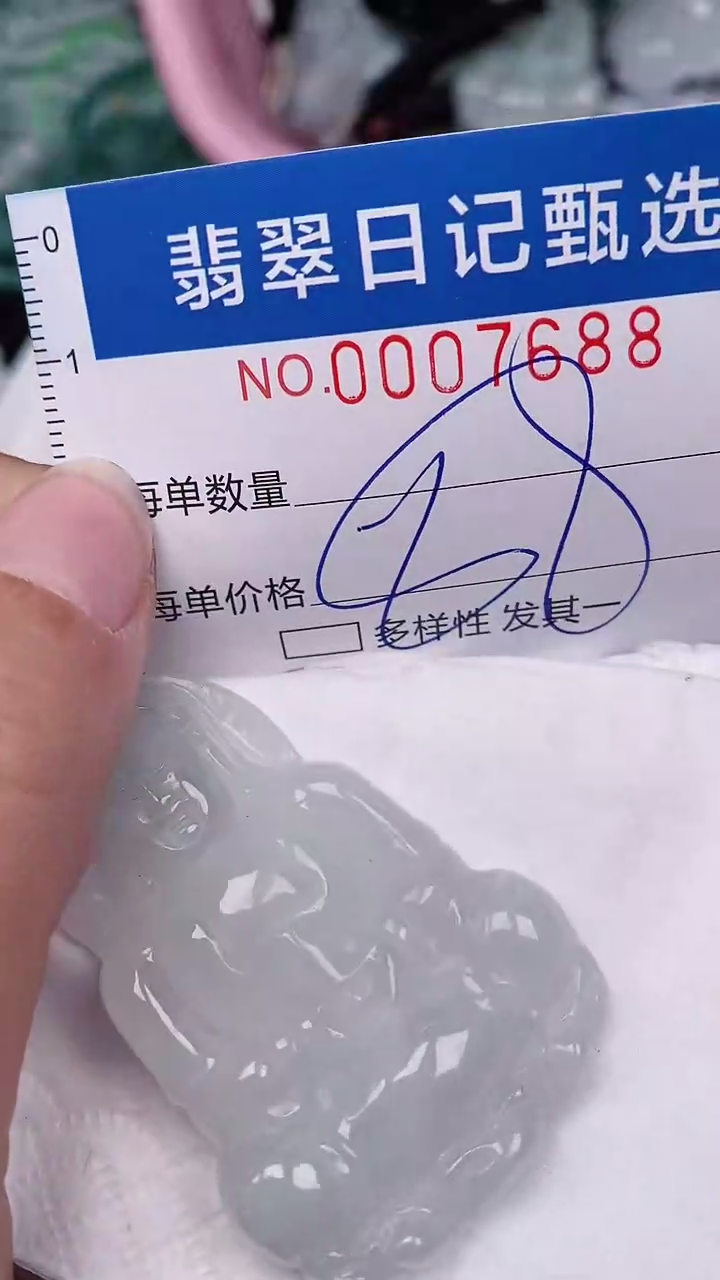 0
翡翠日记甄选
1
NO.0007688
每单数量
每单价格
28
多样性 发其一